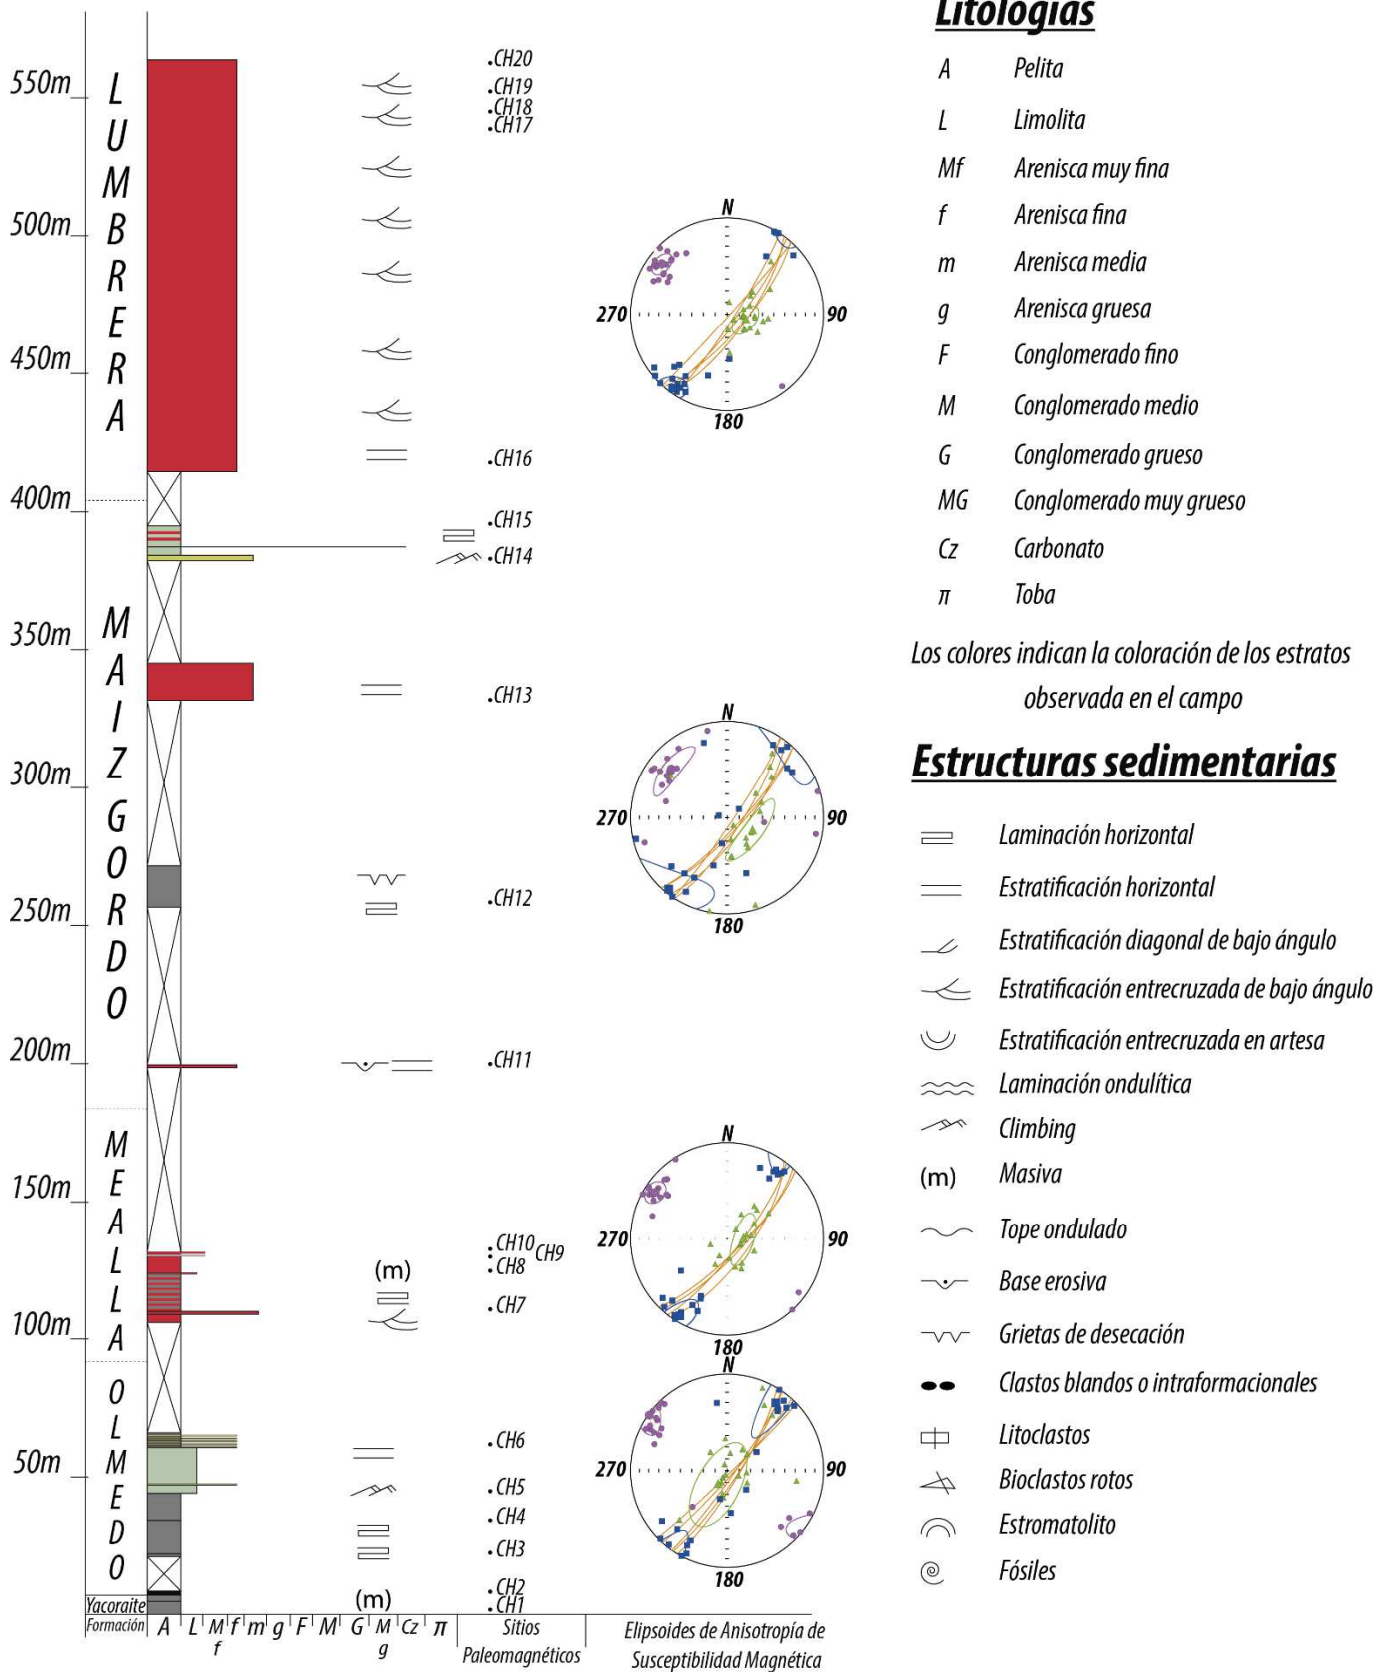 550m
500m
450m
400m
350m
300m
250m
200m
150m
100m
50m
LUMBRERA
MAIZGORDO
MEALLA
OLMEDO
Yacoraite
Formación
A L Mf f m g F M G Mg Cz π
CH20
CH19
CH18
CH17
CH16
CH15
CH14
CH13
CH12
CH11
CH10 CH9
CH8
CH7
CH6
CH5
CH4
CH3
CH2
CH1
Sitios
Paleomagnéticos
N
270 90
180
N
270 90
180
N
270 90
180
N
270 90
180
Elipsoides de Anisotropía de
Susceptibilidad Magnética
Litologías
A Pelita
L Limolita
Mf Arenisca muy fina
f Arenisca fina
m Arenisca media
g Arenisca gruesa
F Conglomerado fino
M Conglomerado medio
G Conglomerado grueso
MG Conglomerado muy grueso
Cz Carbonato
π Toba
Los colores indican la coloración de los estratos
observada en el campo
Estructuras sedimentarias
Laminación horizontal
Estratificación horizontal
Estratificación diagonal de bajo ángulo
Estratificación entrecruzada de bajo ángulo
Estratificación entrecruzada en artesa
Laminación ondulítica
Climbing
(m) Masiva
Tope ondulado
Base erosiva
Grietas de desecación
Clastos blandos o intraformacionales
Litoclastos
Bioclastos rotos
Estromatolito
Fósiles
(m)
(m)